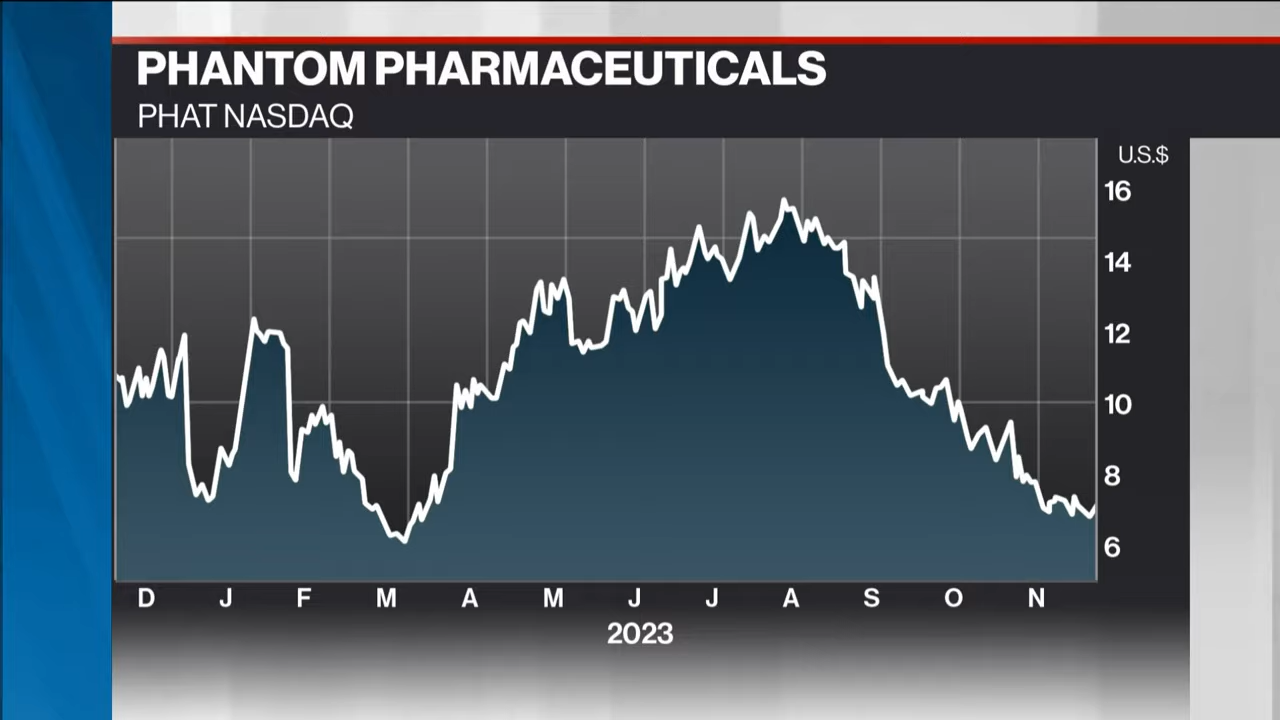 PHANTOM PHARMACEUTICALS
PHAT NASDAQ
U.S.$
16
14
12
10
8
6
D J F M A M J J A S O N
2023